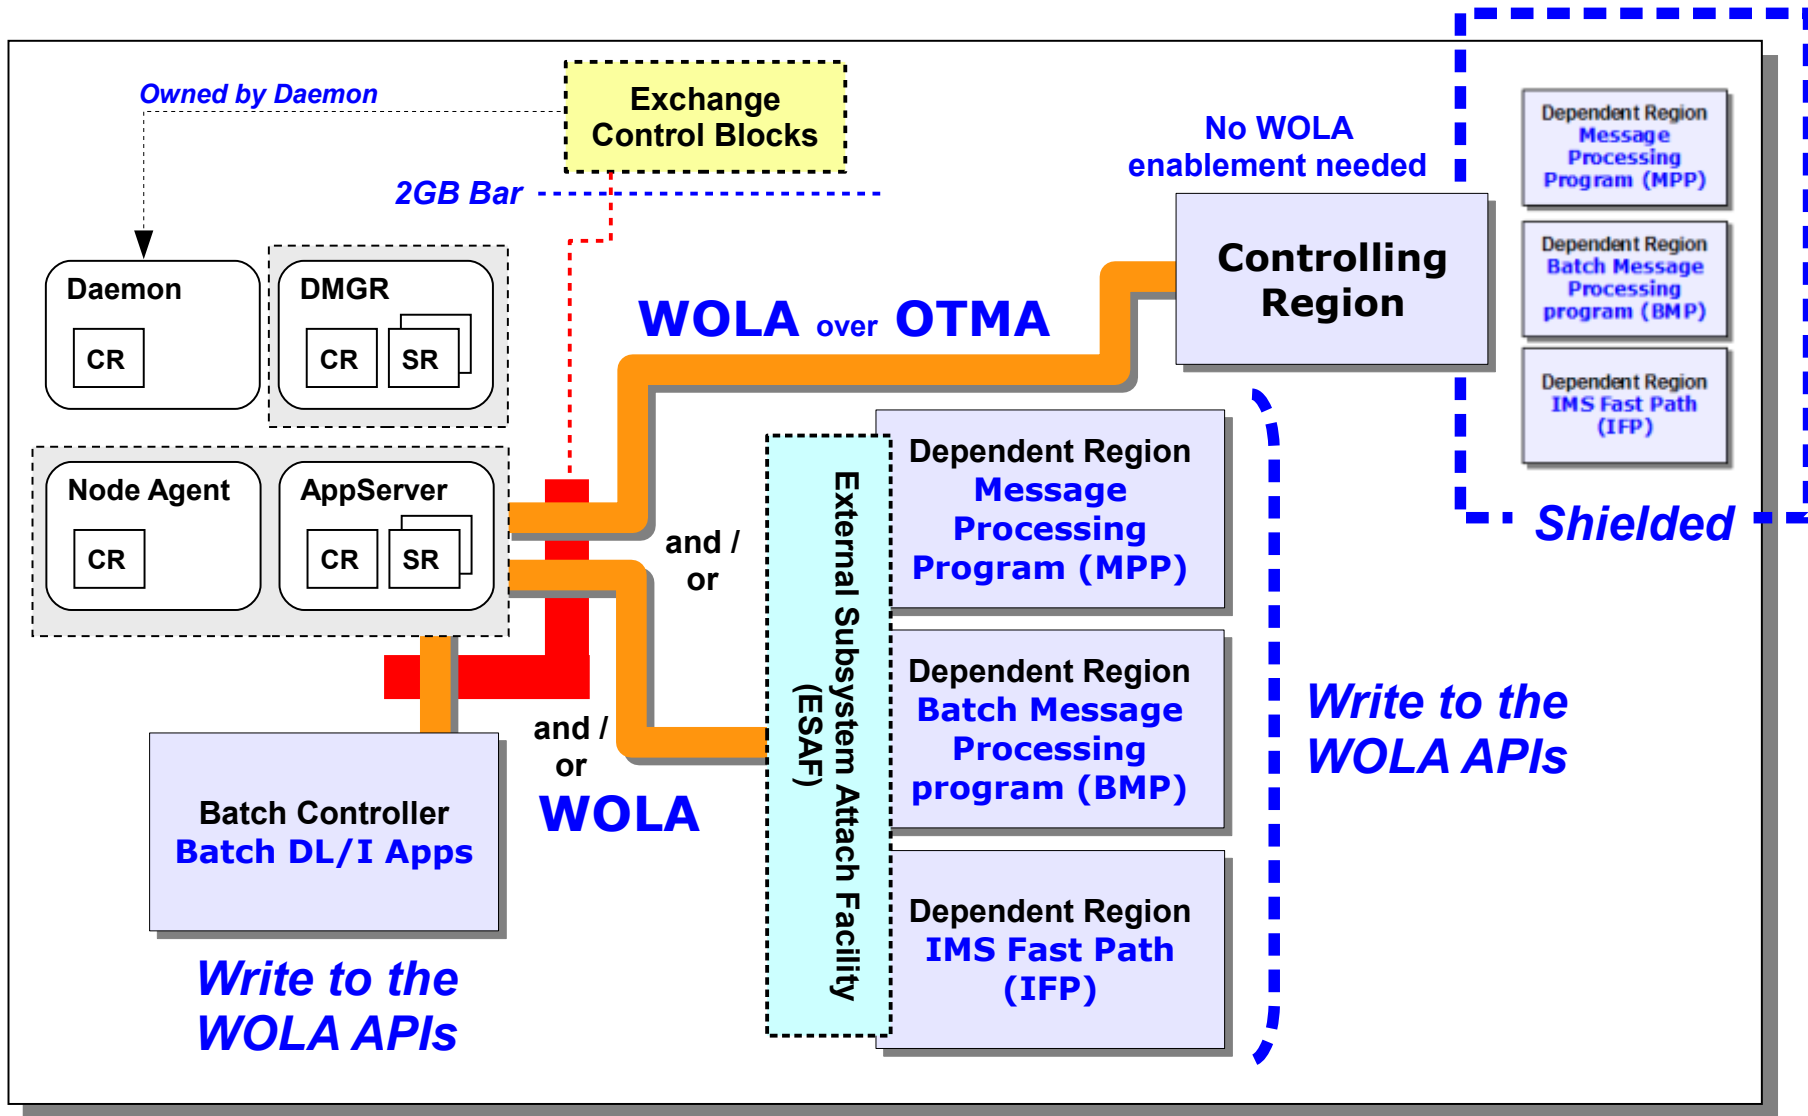 Owned by Daemon
Exchange
Control Blocks
2GB Bar
No WOLA
enablement needed
Dependent Region
Message
Processing
Program (MPP)
Dependent Region
Batch Message
Processing
program (BMP)
Dependent Region
IMS Fast Path
(IFP)
Shielded
Controlling
Region
Daemon
CR
DMGR
CR
SR
WOLA over OTMA
Node Agent
CR
AppServer
CR
SR
and /
or
and /
or
WOLA
External Subsystem Attach Facility
(ESAF)
Dependent Region
Message
Processing
Program (MPP)
Dependent Region
Batch Message
Processing
program (BMP)
Dependent Region
IMS Fast Path
(IFP)
Write to the
WOLA APIs
Batch Controller
Batch DL/I Apps
Write to the
WOLA APIs